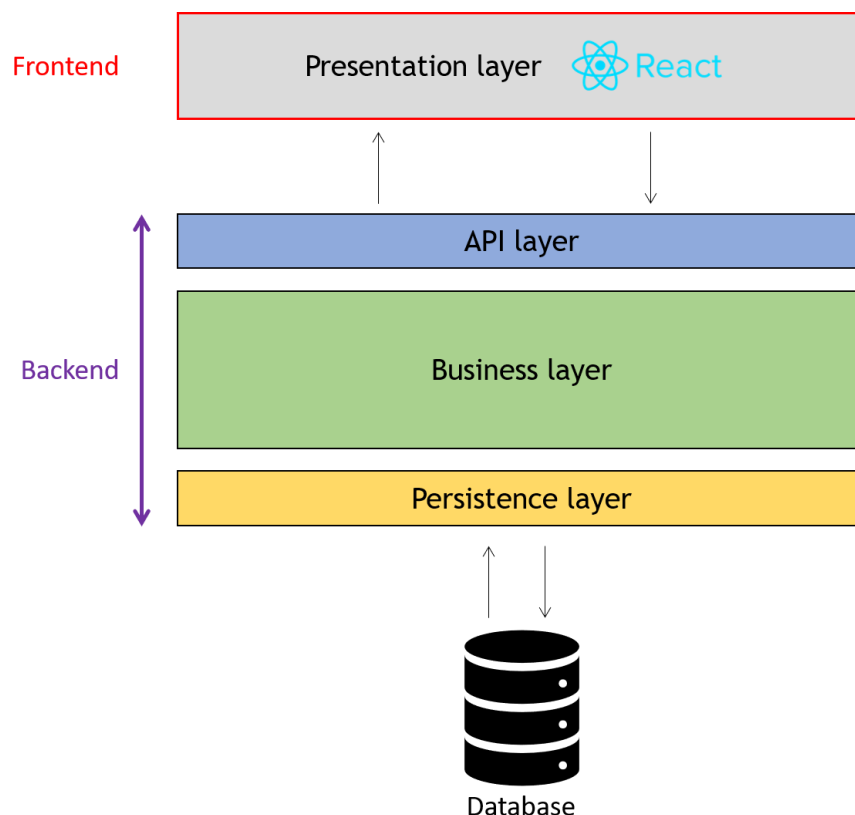 Frontend
Presentation layer
React
API layer
Backend
Business layer
Persistence layer
Database